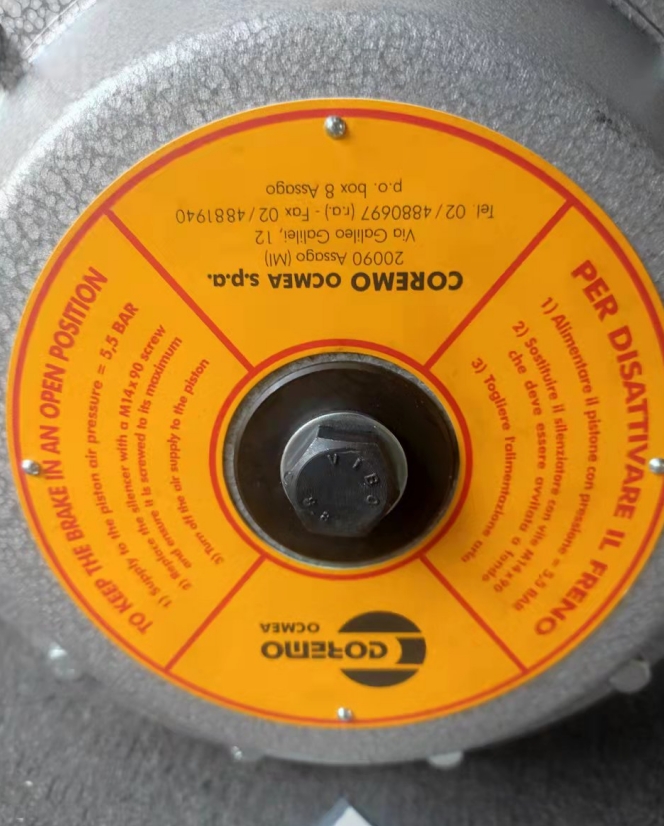 COREMO OCMEA s.p.a.
20090 Assago (MI)
Via Galileo Galilei, 12
Tel. 02/4880697 (r.a.) - Fax 02/4881940
p.o. box 8 Assago
PER DISATTIVARE IL FRENO
1) Alimentare il pistone con pressione = 5,5 BAR
2) Sostituire il silenziatore con vite M14x90
che deve essere avvitata a fondo
3) Togliere l'alimentazione aria
TO KEEP THE BRAKE IN AN OPEN POSITION
1) Supply to the piston air pressure = 5,5 BAR
2) Replace the silencer with a M14x90 screw
and ensure it is screwed to its maximum
3) Turn off the air supply to the piston
COREMO
OCMEA
VIBO
8.8